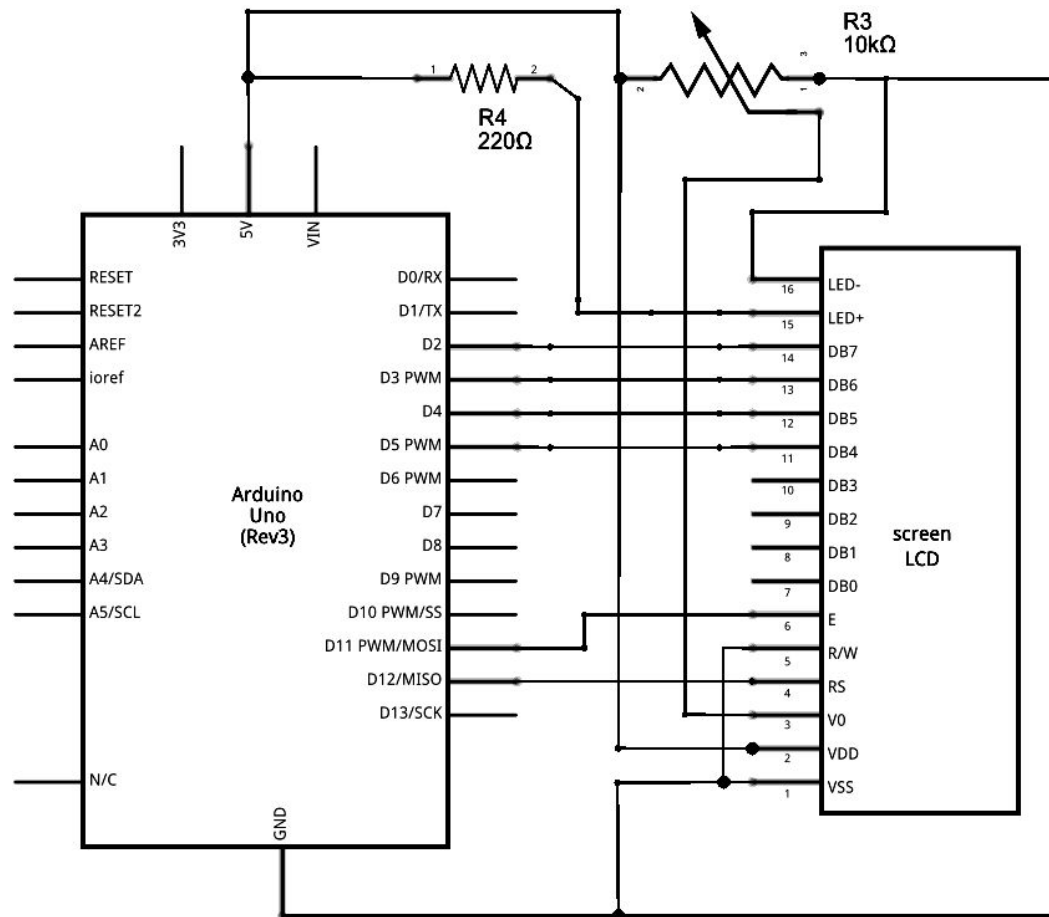 R3
10kΩ
1
2
2
3
1
R4
220Ω
3V3
5V
VIN
RESET
RESET2
AREF
ioref
A0
A1
A2
A3
A4/SDA
A5/SCL
N/C
Arduino
Uno
(Rev3)
D0/RX
D1/TX
D2
D3 PWM
D4
D5 PWM
D6 PWM
D7
D8
D9 PWM
D10 PWM/SS
D11 PWM/MOSI
D12/MISO
D13/SCK
GND
16 LED-
15 LED+
14 DB7
13 DB6
12 DB5
11 DB4
10 DB3
9 DB2
8 DB1
7 DB0
6 E
5 R/W
4 RS
3 V0
2 VDD
1 VSS
screen
LCD